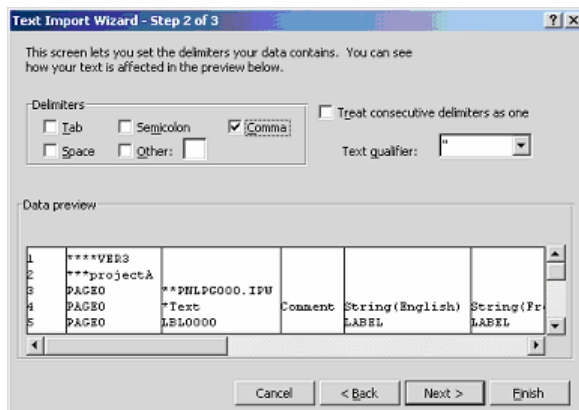 Text Import Wizard - Step 2 of 3
This screen lets you set the delimiters your data contains. You can see
how your text is affected in the preview below.
Delimiters
Tab Semicolon Comma
Space Other:
Treat consecutive delimiters as one
Text qualifier: "
Data preview
1 ****VER3
2 ***projectA
3 PAGE0 **PNLPG000.IPW
4 PAGE0 *Text Comment String(English) String(Fr
5 PAGE0 LBL0000 LABEL LABEL
Cancel < Back Next > Finish